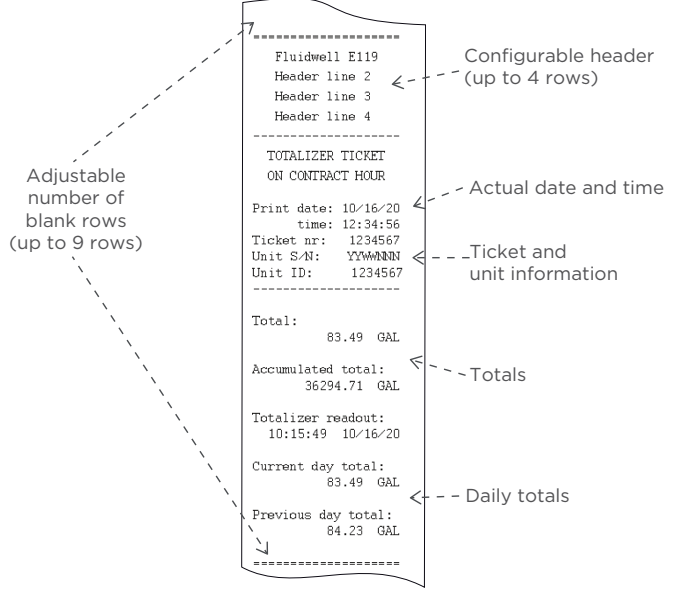 ====================
Fluidwell E119
Header line 2
Header line 3
Header line 4
--------------------
TOTALIZER TICKET
ON CONTRACT HOUR
Print date: 10/16/20
time: 12:34:56
Ticket nr: 1234567
Unit S/N: YYWWNNN
Unit ID: 1234567
--------------------
Total:
83.49 GAL
Accumulated total:
36294.71 GAL
Totalizer readout:
10:15:49 10/16/20
Current day total:
83.49 GAL
Previous day total:
84.23 GAL
====================
Adjustable
number of
blank rows
(up to 9 rows)
Configurable header
(up to 4 rows)
Actual date and time
Ticket and
unit information
Totals
Daily totals